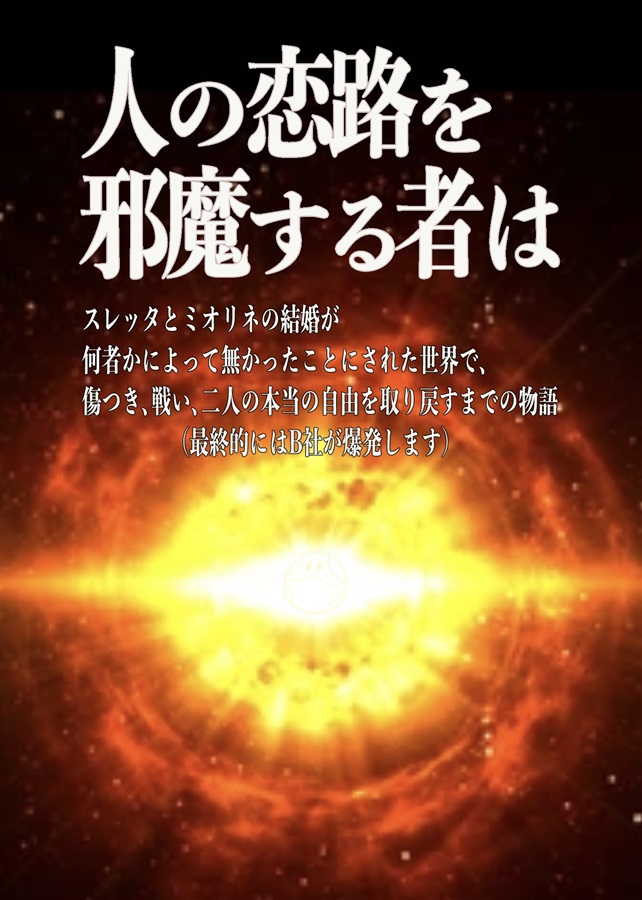 人の恋路を
邪魔する者は
スレッタとミオリネの結婚が
何者かによって無かったことにされた世界で、
傷つき、戦い、二人の本当の自由を取り戻すまでの物語
(最終的にはB社が爆発します)